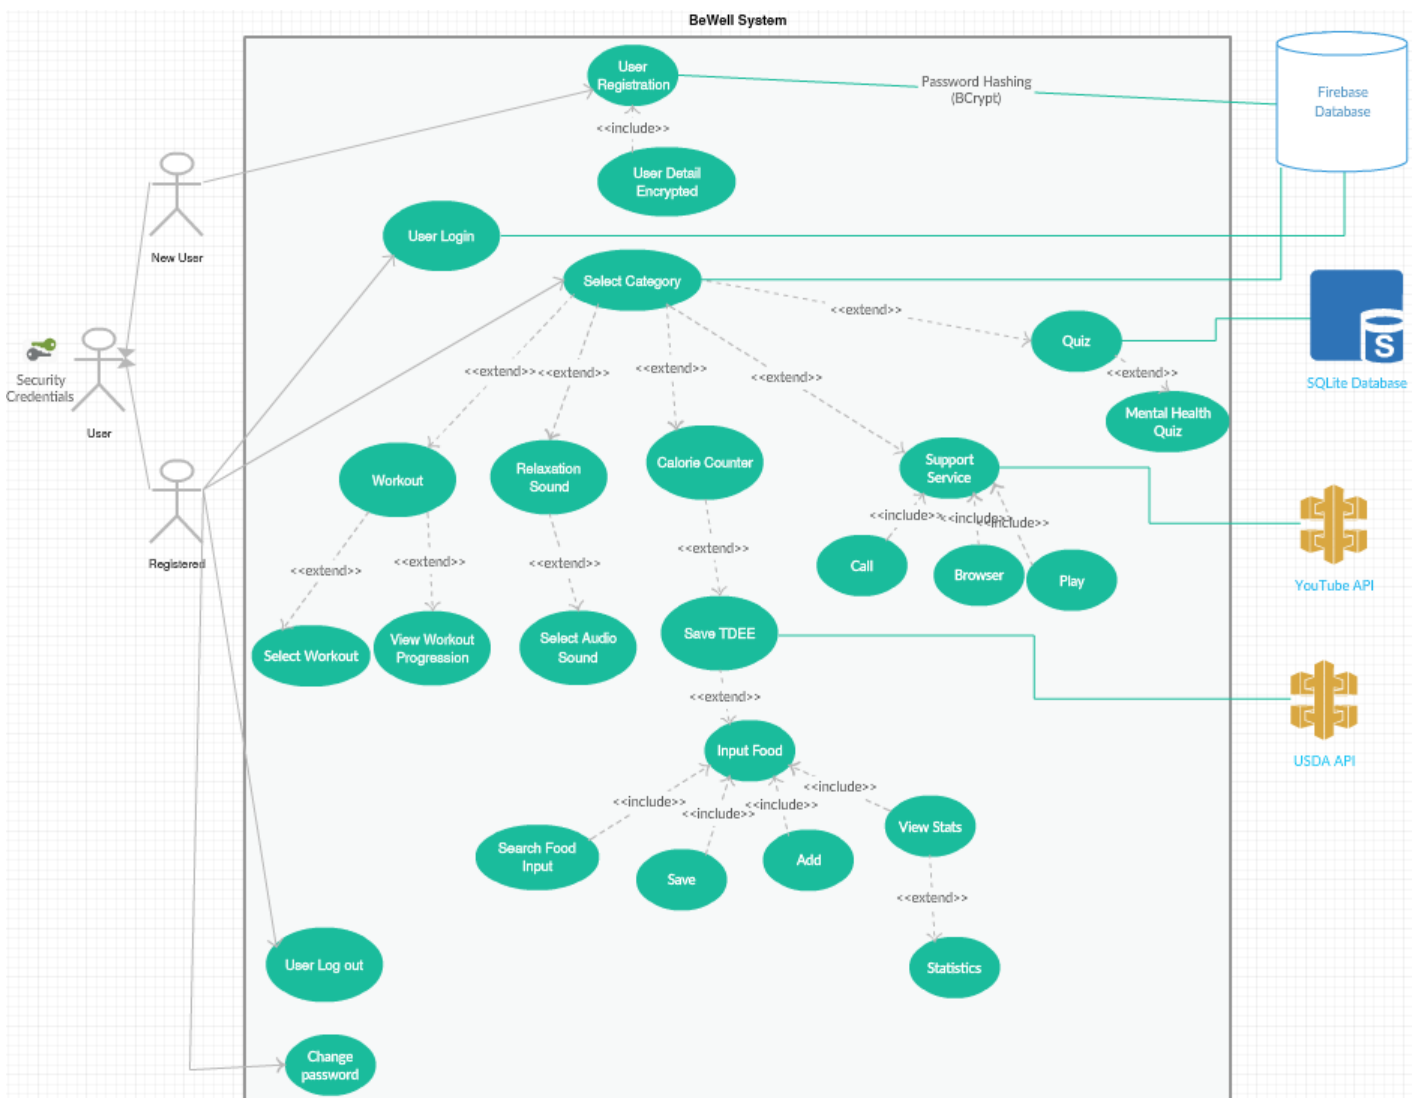 BeWell System
User
Registration
Password Hashing
(BCrypt)
Firebase
Database
<<include>>
User Detail
Encrypted
New User
User Login
Select Category
<<extend>>
Quiz
Security
Credentials
User
SQLite Database
<<extend>>
<<extend>>
<<extend>>
<<extend>>
<<extend>>
Mental Health
Quiz
Workout
Relaxation
Sound
Calorie Counter
Support
Service
Registered
<<include>>
<<include>>
<<include>>
<<extend>>
<<extend>>
<<extend>>
<<extend>>
Call
Browser
Play
YouTube API
Select Workout
View Workout
Progression
Select Audio
Sound
Save TDEE
<<extend>>
Input Food
USDA API
<<include>>
<<include>>
<<include>>
<<include>>
Search Food
Input
Save
Add
View Stats
<<extend>>
User Log out
Statistics
Change
password